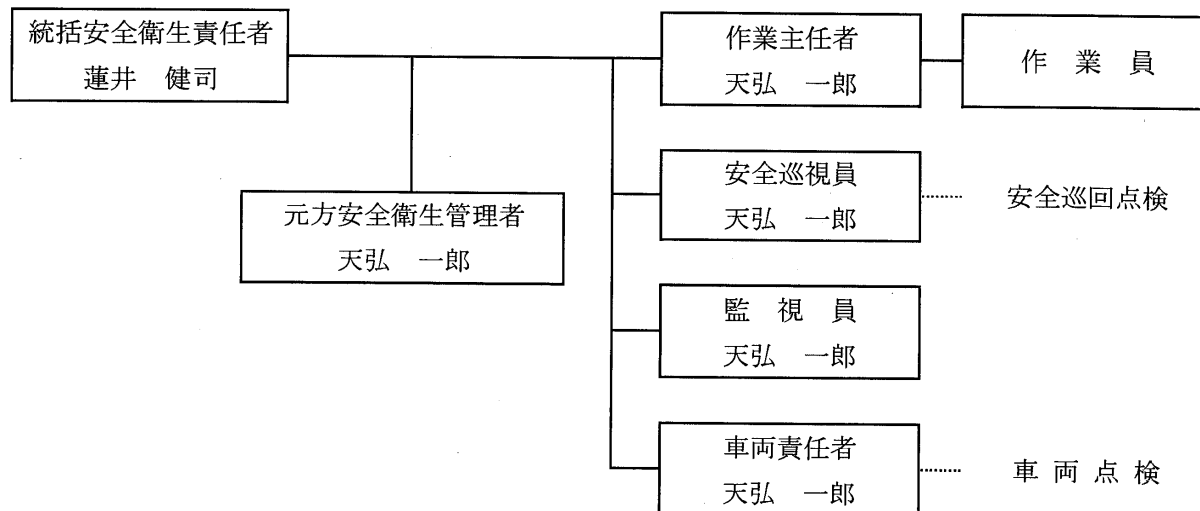 統括安全衛生責任者
蓮井　健司
作業主任者
天弘　一郎
作　業　員
安全巡視員
天弘　一郎
安全巡回点検
元方安全衛生管理者
天弘　一郎
監　視　員
天弘　一郎
車両責任者
天弘　一郎
車 両 点 検